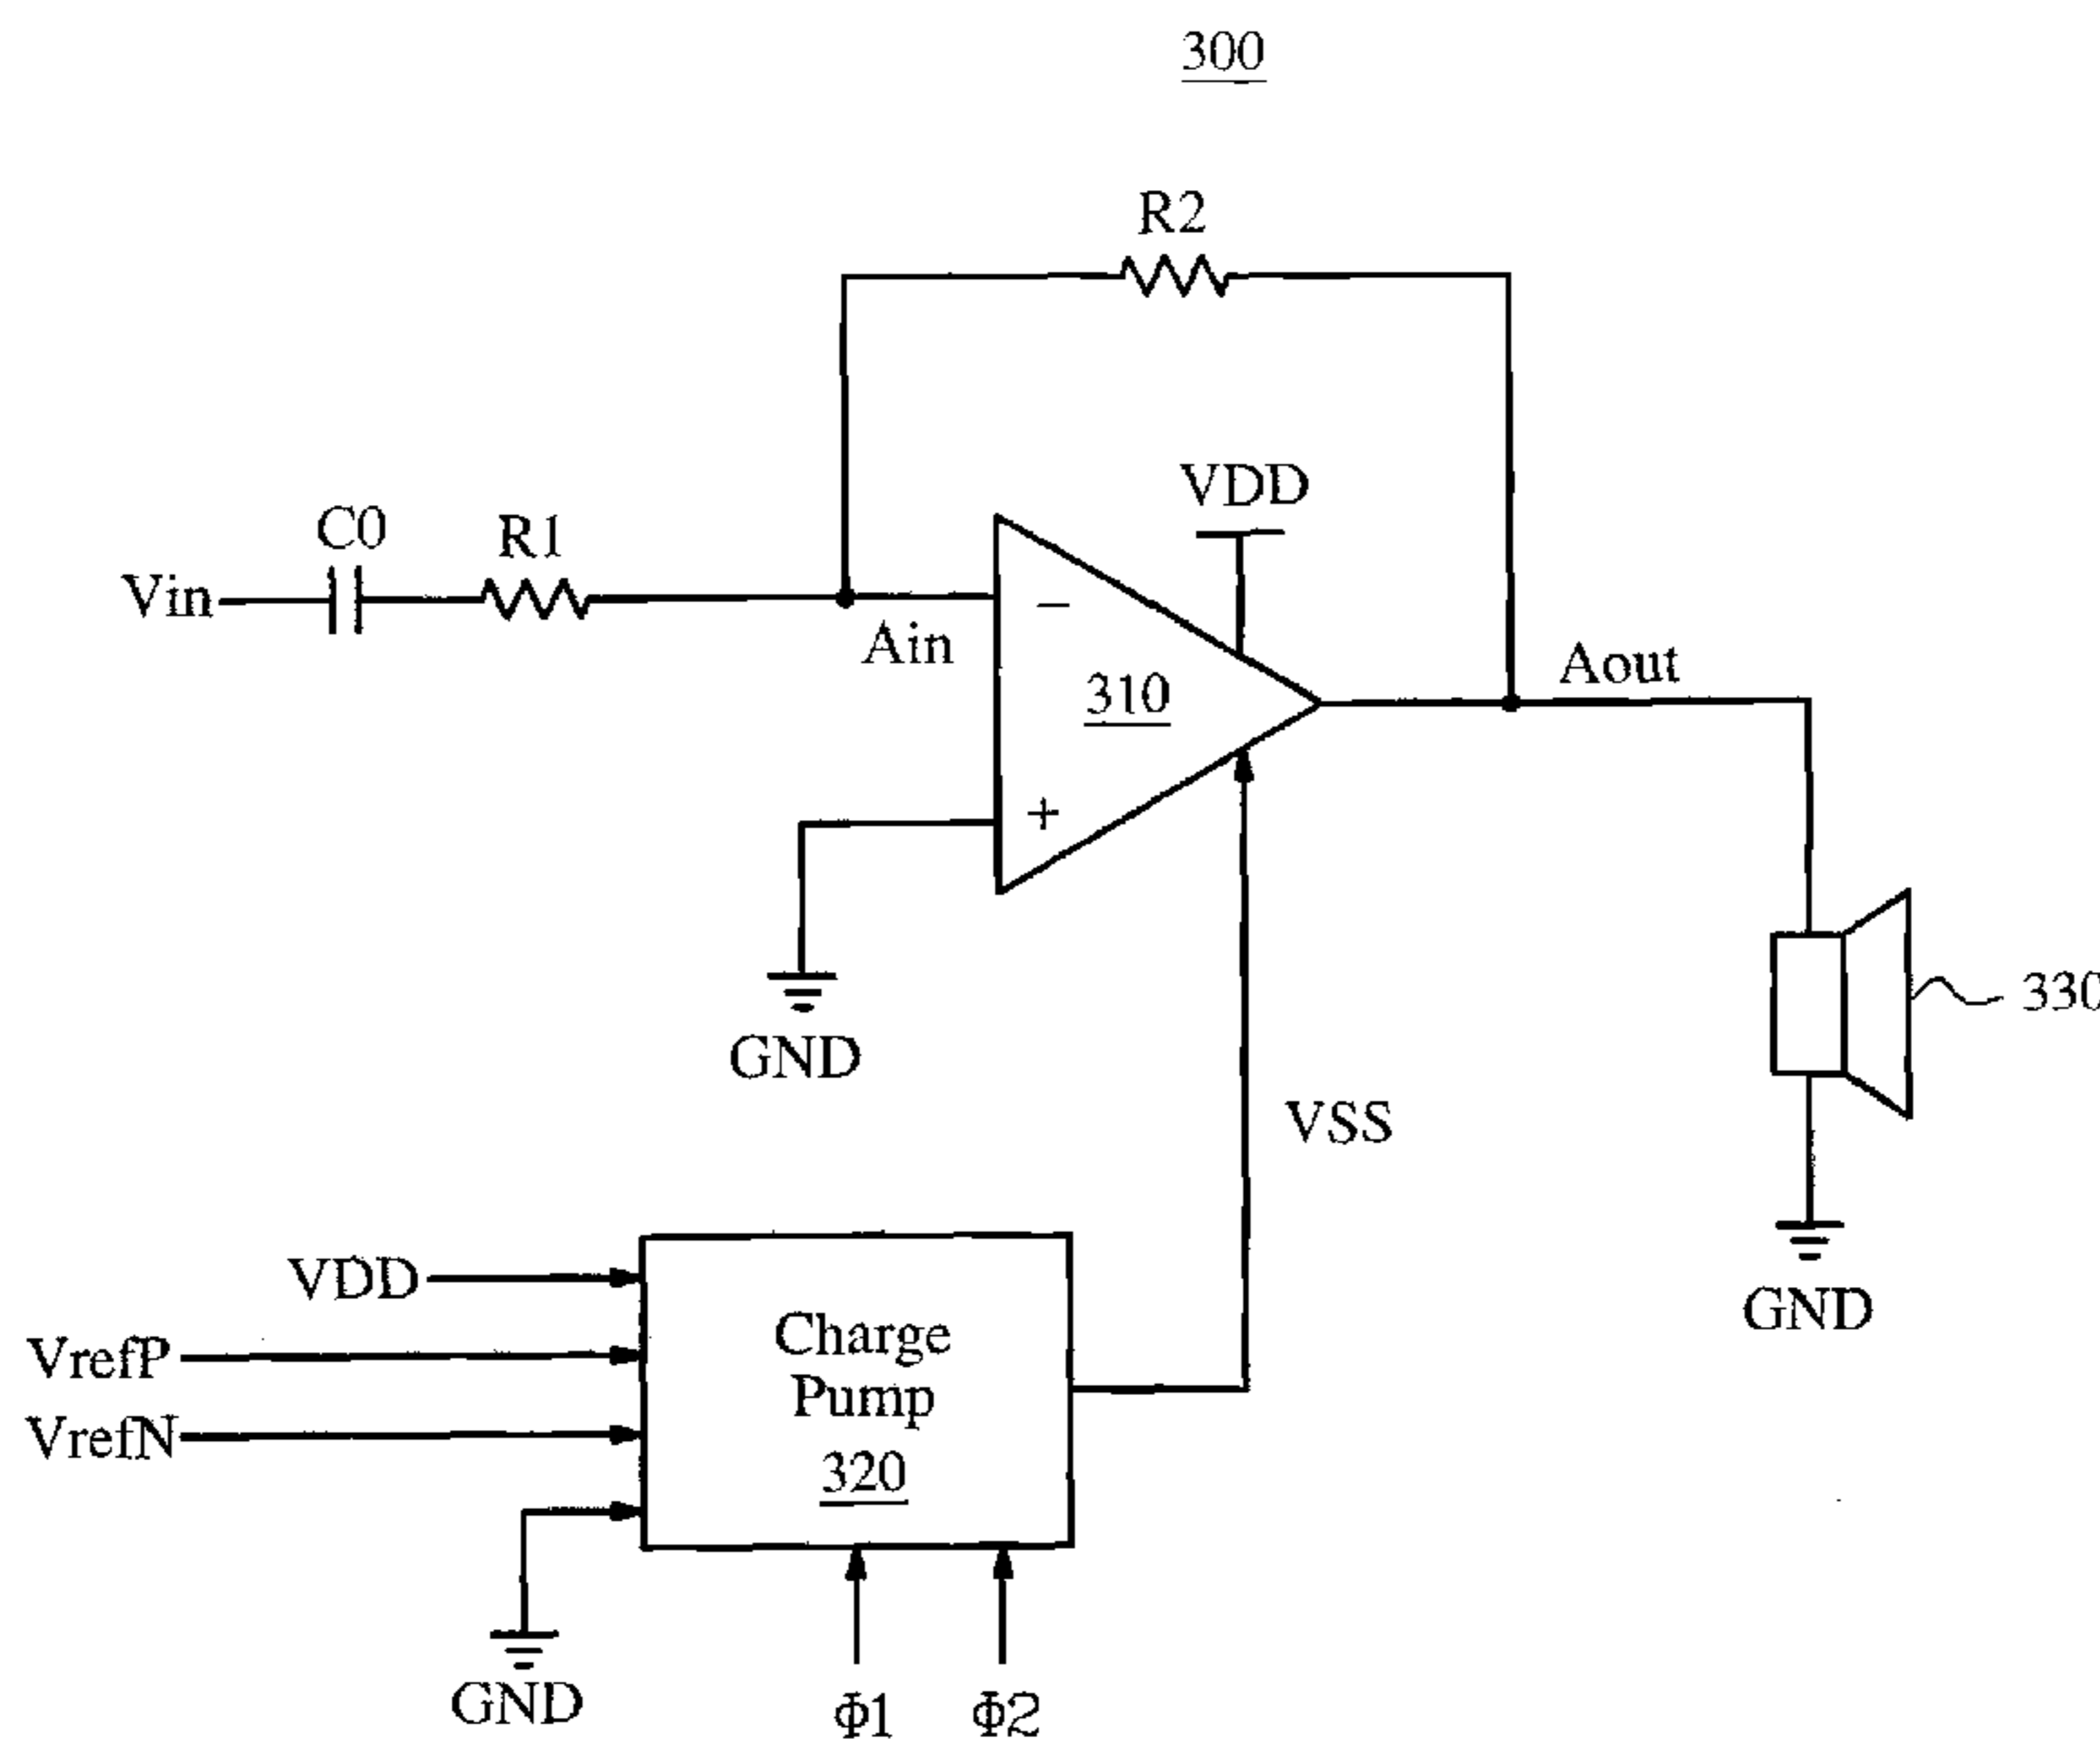 300
R2
VDD
C0
R1
Vin
−
Ain
310
Aout
+
GND
330
VSS
VDD
Charge
Pump
320
VrefP
VrefN
GND
GND
Φ1
Φ2